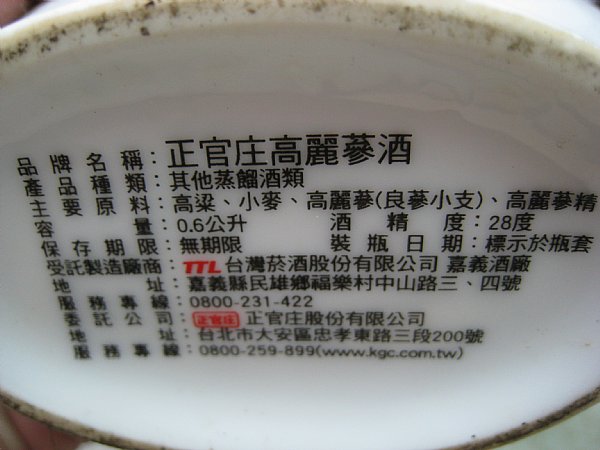 品牌名稱：正官庄高麗蔘酒
產品種類：其他蒸餾酒類
主要原料：高粱、小麥、高麗蔘(良蔘小支)、高麗蔘精
容量：0.6公升 酒精度：28度
保存期限：無期限 裝瓶日期：標示於瓶套
受託製造廠商：TTL 台灣菸酒股份有限公司 嘉義酒廠
地址：嘉義縣民雄鄉福樂村中山路三、四號
服務專線：0800-231-422
委託公司：正官庄 正官庄股份有限公司
地址：台北市大安區忠孝東路三段200號
服務專線：0800-259-899(www.kgc.com.tw)